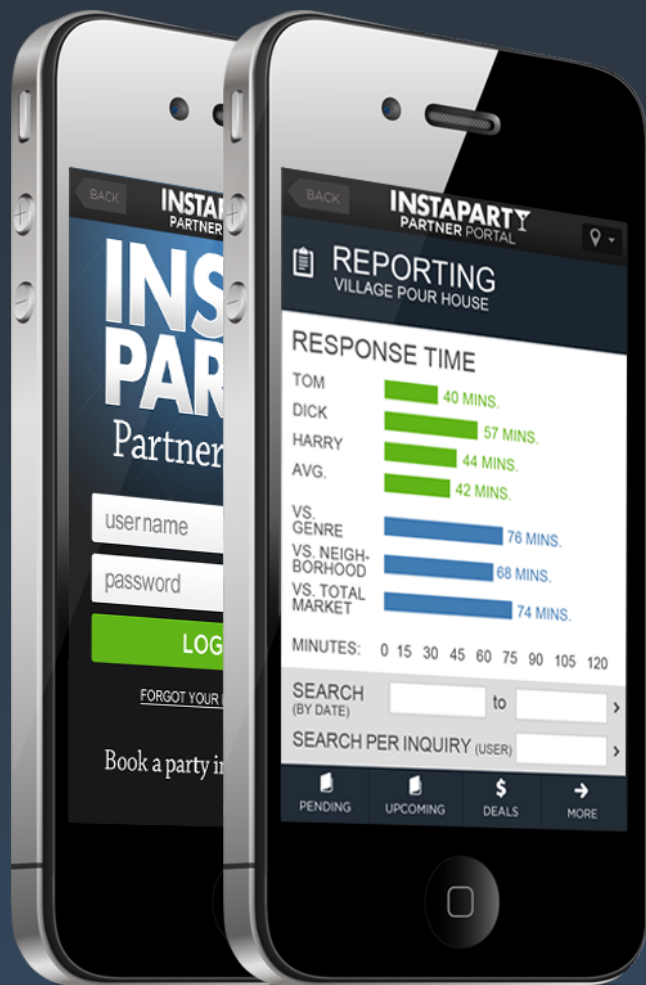 BACK
INSTAPAR
PARTNER
INS
PAR
Partner
username
password
LOG
FORGOT YOUR
Book a party in
BACK
INSTAPARTY
PARTNER PORTAL
REPORTING
VILLAGE POUR HOUSE
RESPONSE TIME
TOM 40 MINS.
DICK 57 MINS.
HARRY 44 MINS.
AVG. 42 MINS.
VS.
GENRE 76 MINS.
VS. NEIGH-
BORHOOD 68 MINS.
VS. TOTAL
MARKET 74 MINS.
MINUTES: 0 15 30 45 60 75 90 105 120
SEARCH
(BY DATE) to
SEARCH PER INQUIRY (USER)
PENDING UPCOMING DEALS MORE